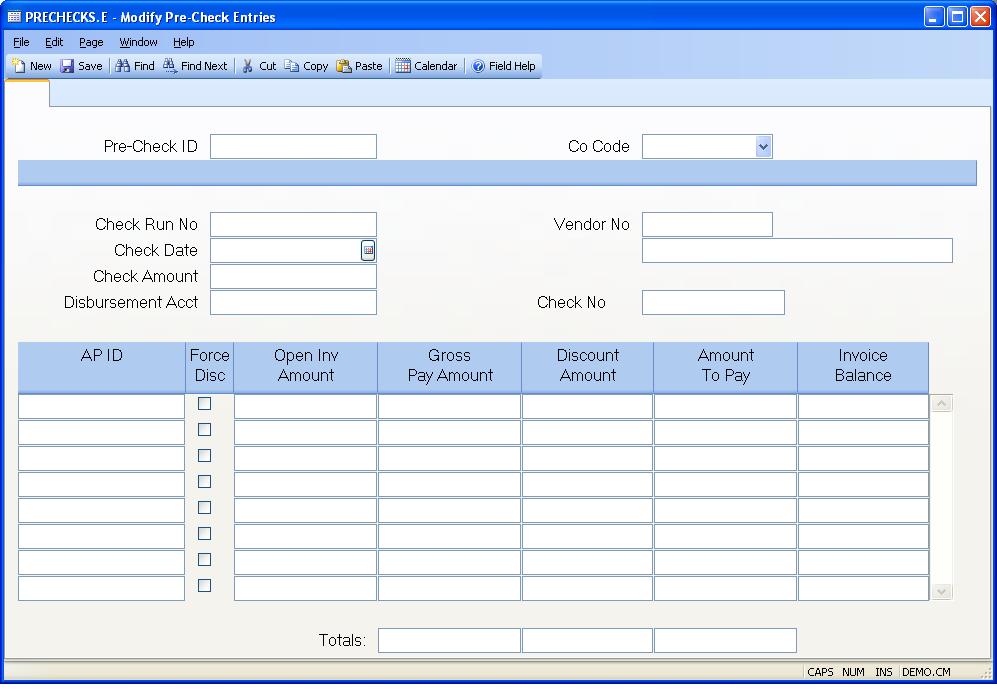 PRECHECKS.E - Modify Pre-Check Entries
File Edit Page Window Help
New Save Find Find Next Cut Copy Paste Calendar Field Help
Pre-Check ID Co Code
Check Run No Vendor No
Check Date
Check Amount
Disbursement Acct Check No
AP ID Force Open Inv Gross Discount Amount Invoice
Disc Amount Pay Amount Amount To Pay Balance
Totals:
CAPS NUM INS DEMO.CM